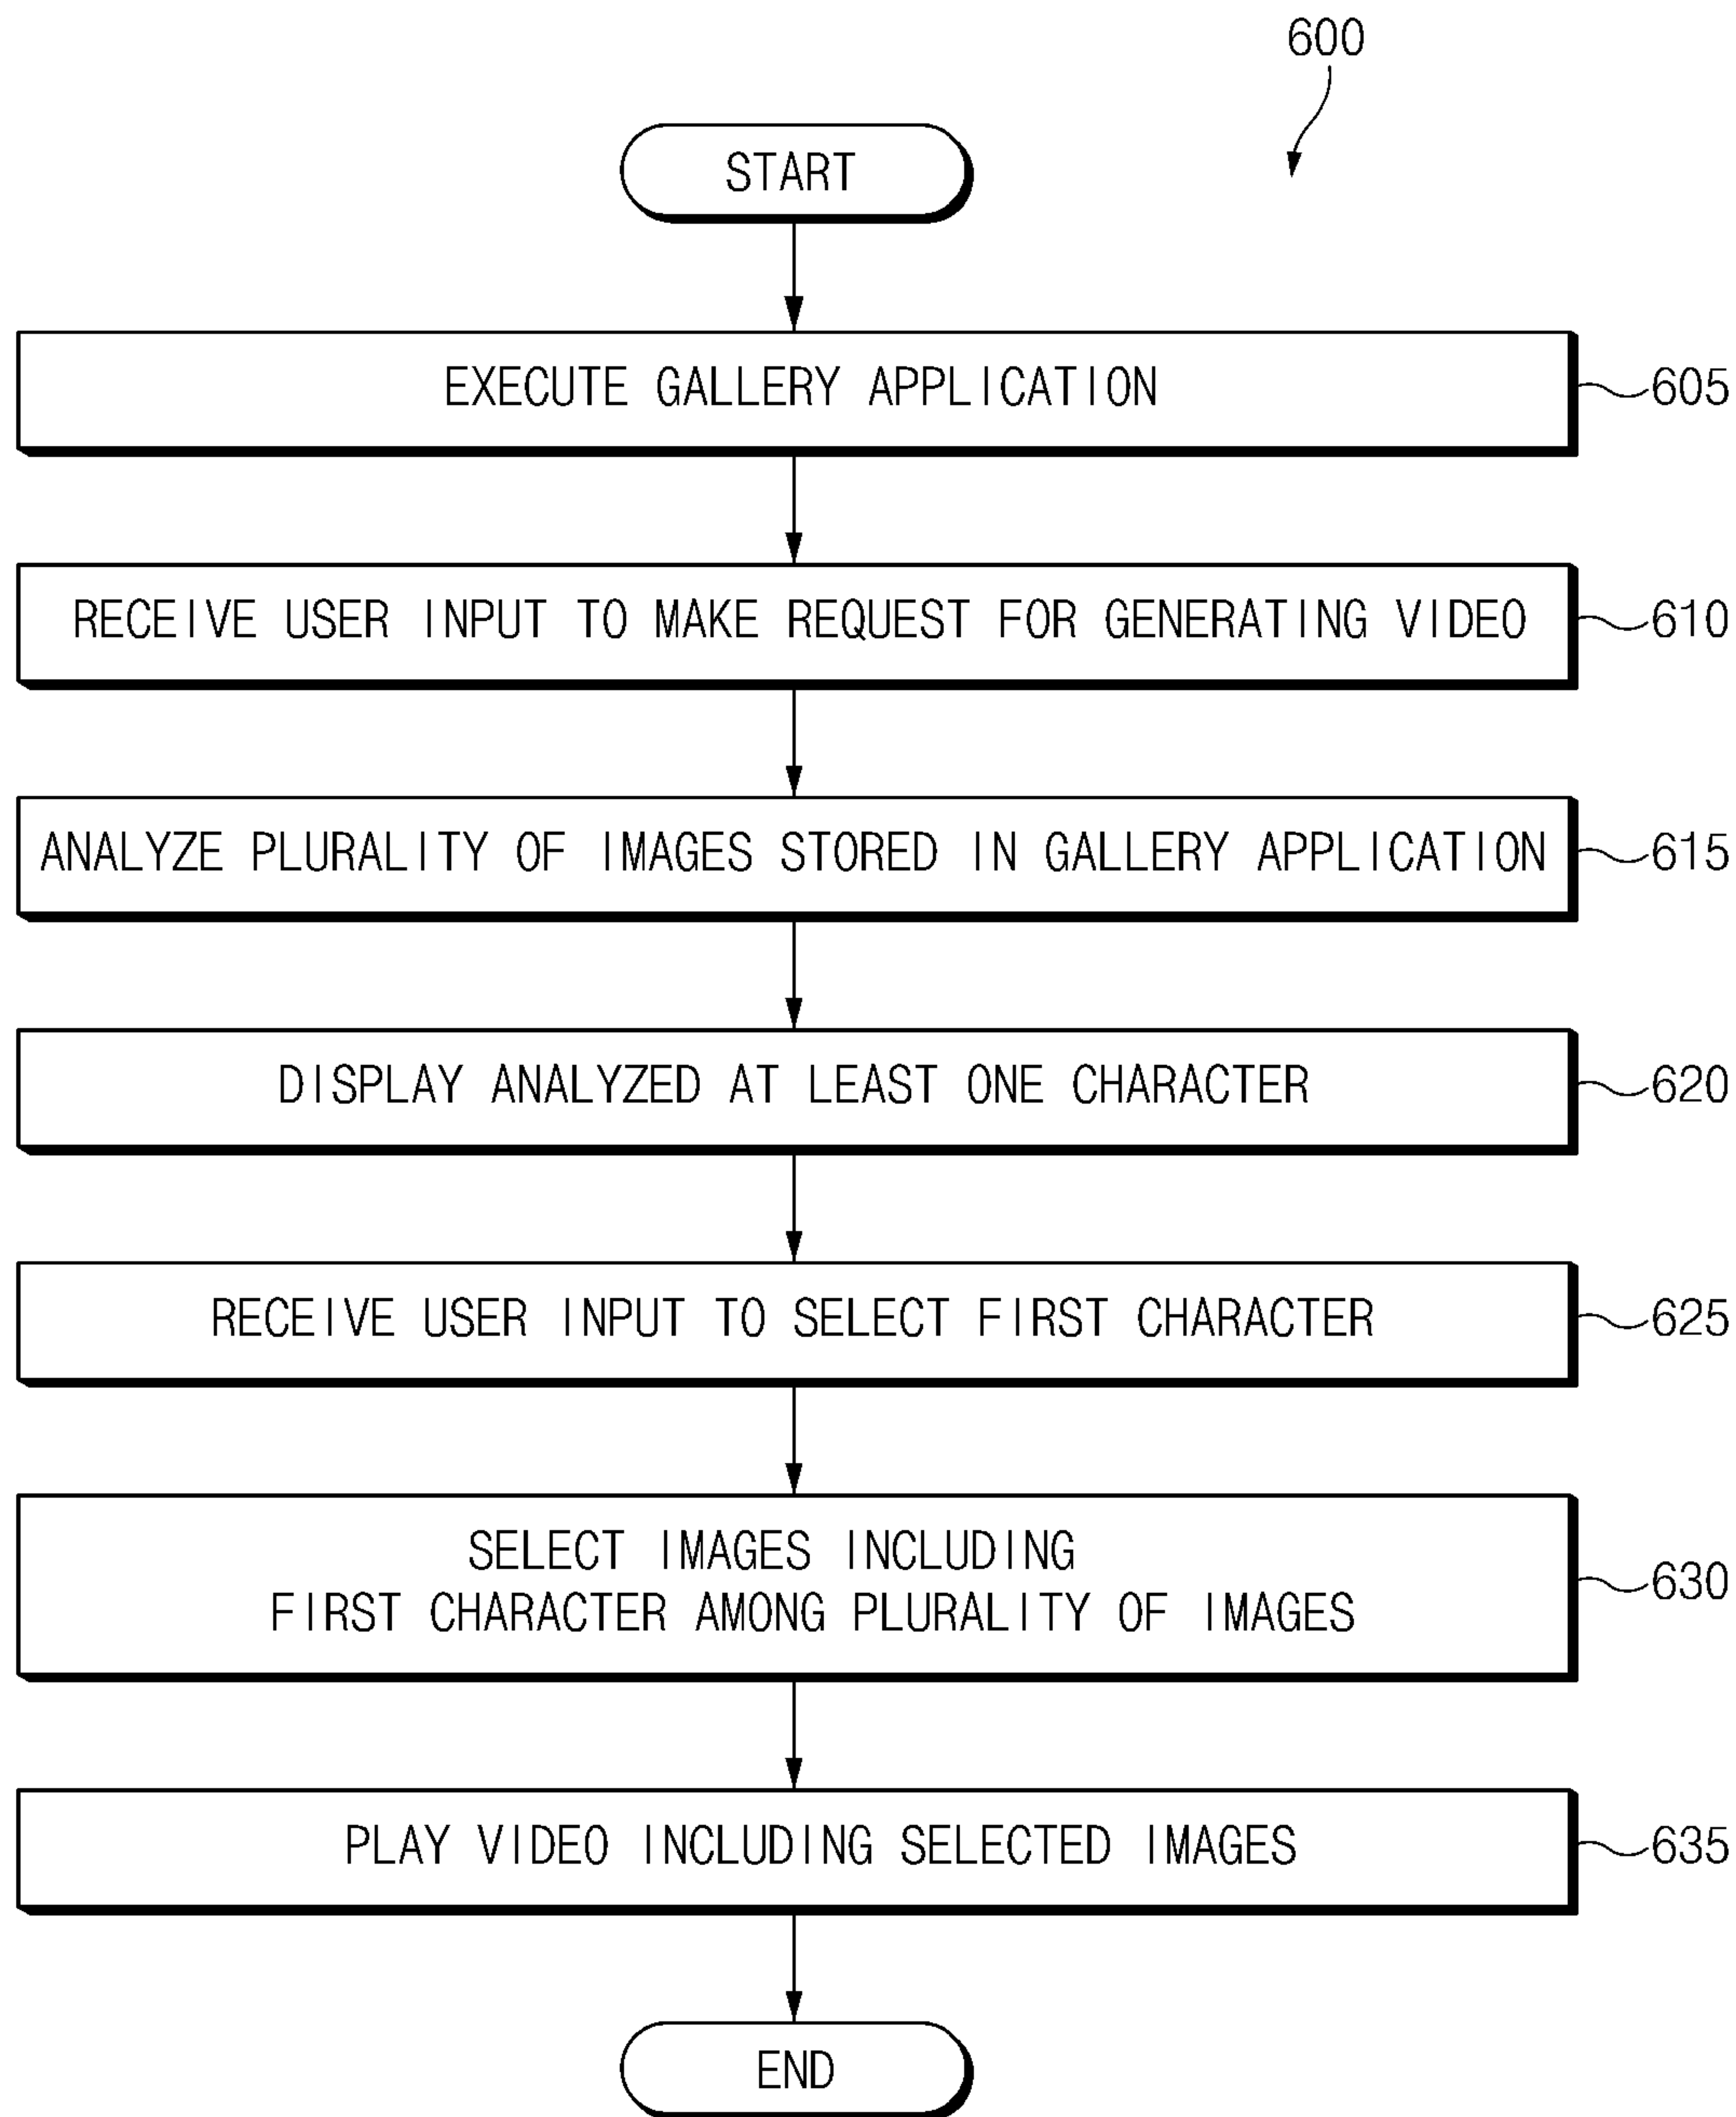 600
START
EXECUTE GALLERY APPLICATION
605
RECEIVE USER INPUT TO MAKE REQUEST FOR GENERATING VIDEO
610
ANALYZE PLURALITY OF IMAGES STORED IN GALLERY APPLICATION
615
DISPLAY ANALYZED AT LEAST ONE CHARACTER
620
RECEIVE USER INPUT TO SELECT FIRST CHARACTER
625
SELECT IMAGES INCLUDING
FIRST CHARACTER AMONG PLURALITY OF IMAGES
630
PLAY VIDEO INCLUDING SELECTED IMAGES
635
END